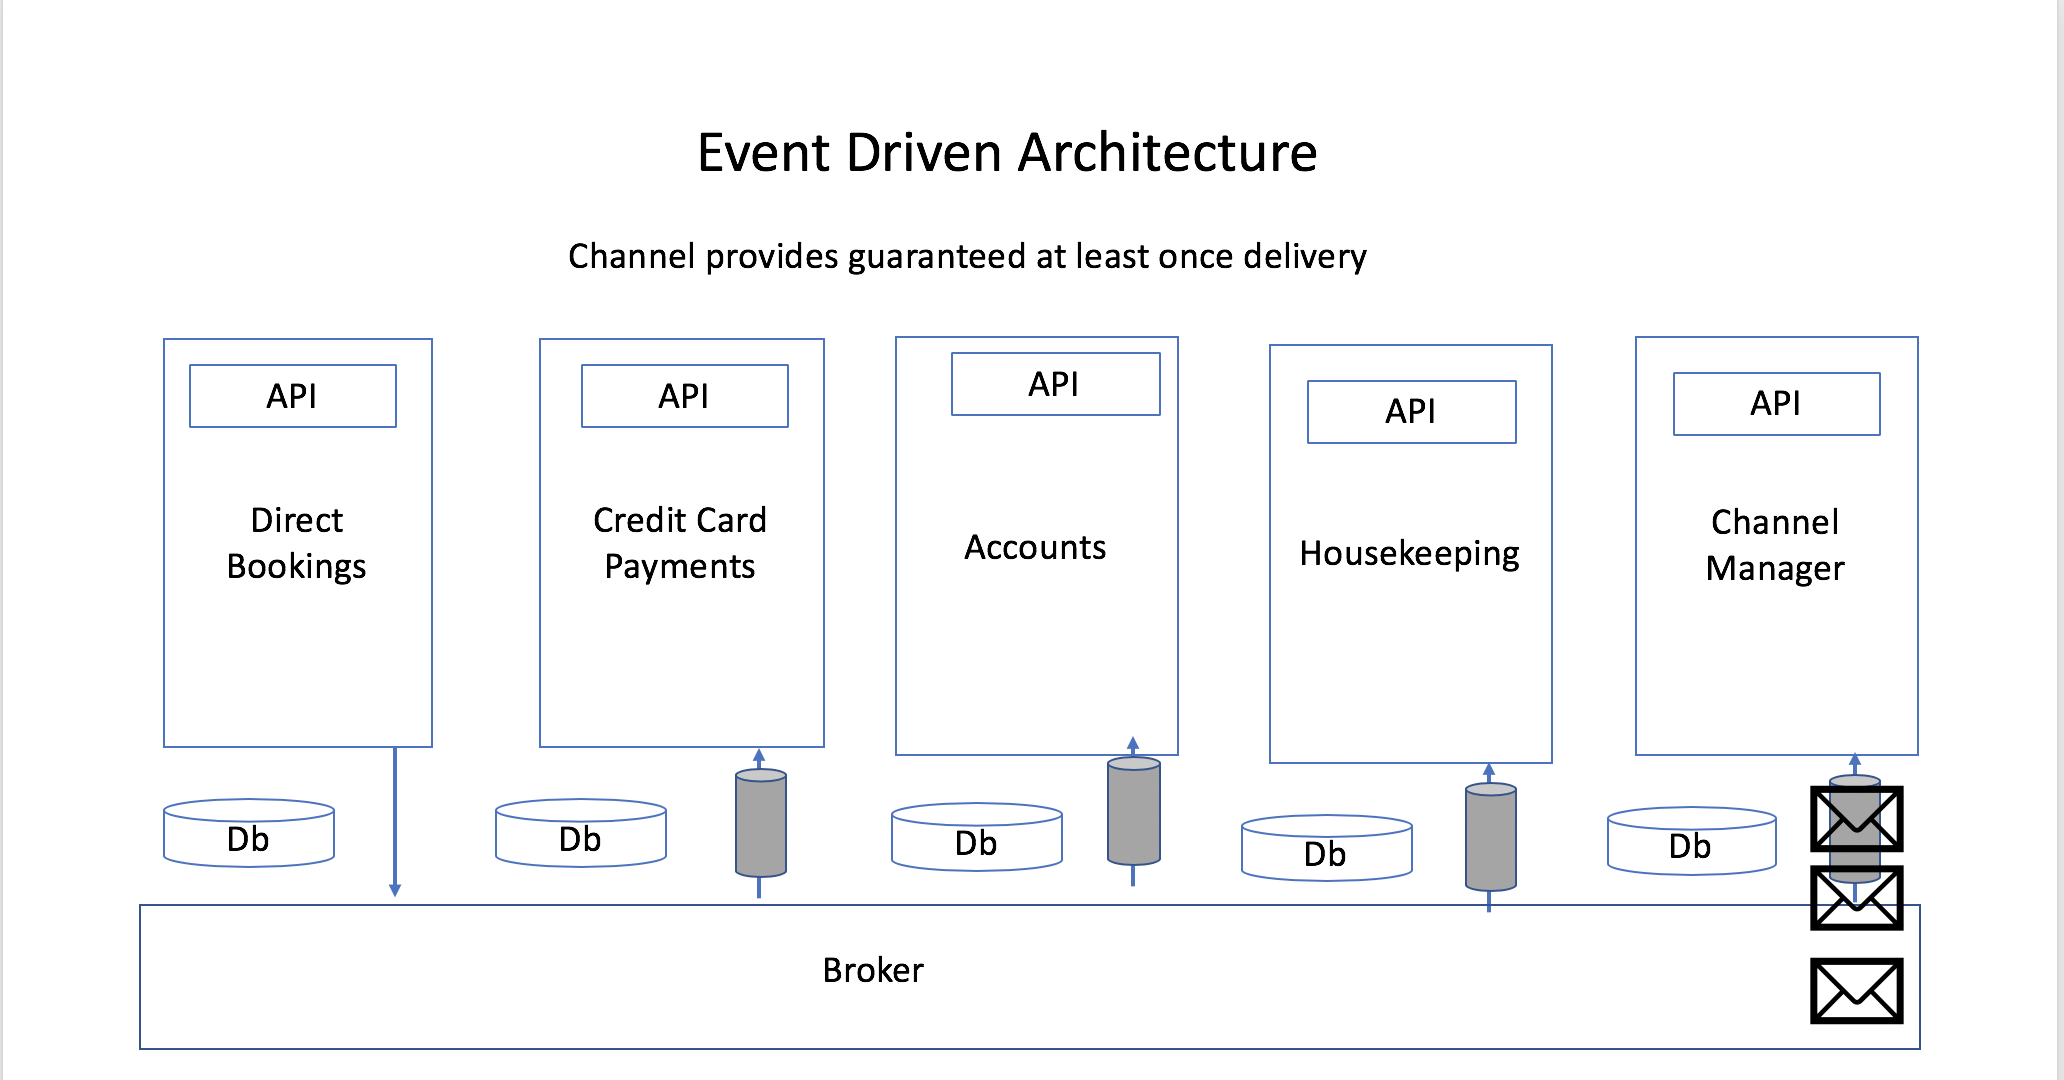 Event Driven Architecture
Channel provides guaranteed at least once delivery
API
API
API
API
API
Direct
Bookings
Credit Card
Payments
Accounts
Housekeeping
Channel
Manager
Db
Db
Db
Db
Db
Broker